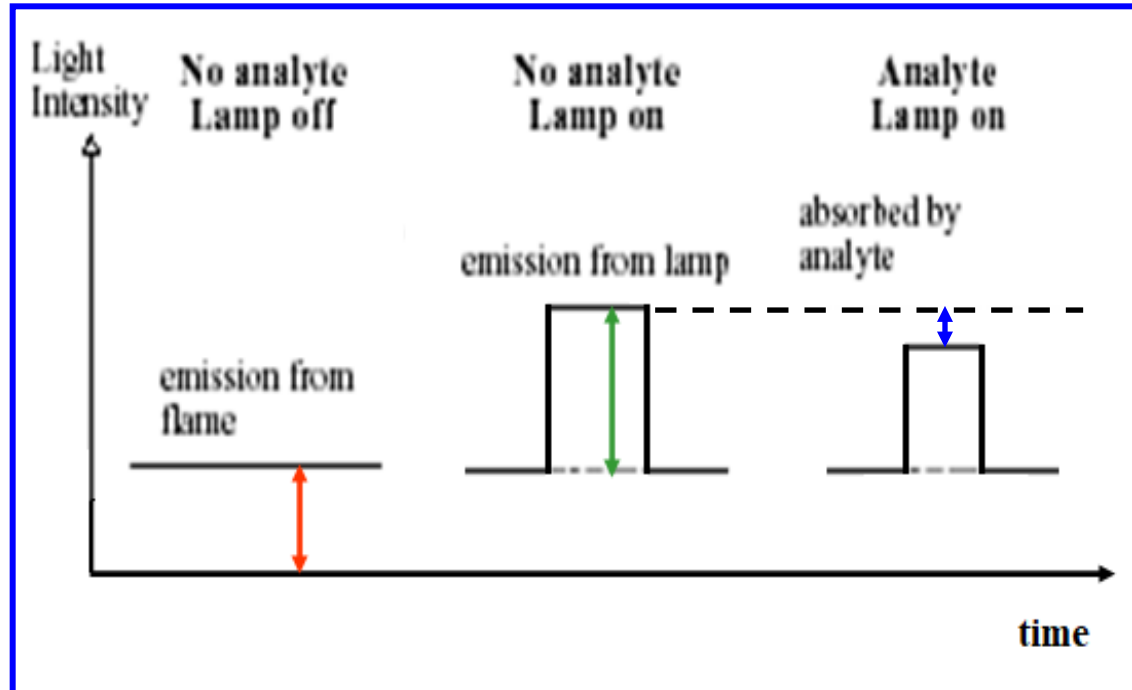 Light
Intensity
No analyte
Lamp off
No analyte
Lamp on
Analyte
Lamp on
emission from
flame
emission from lamp
absorbed by
analyte
time